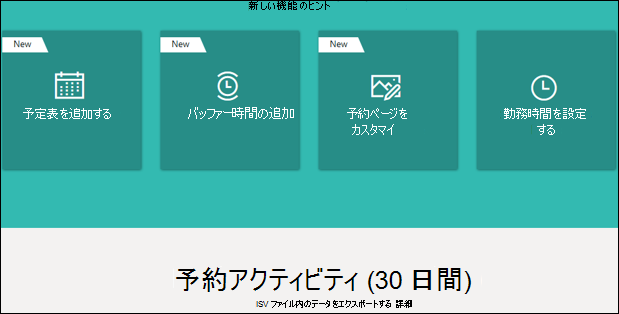 新しい機能のヒント
New
New
New
予定表を追加する
バッファー時間の追加
予約ページを
カスタマイ
勤務時間を設定
する
予約アクティビティ (30 日間)
ISV ファイル内のデータをエクスポートする 詳細